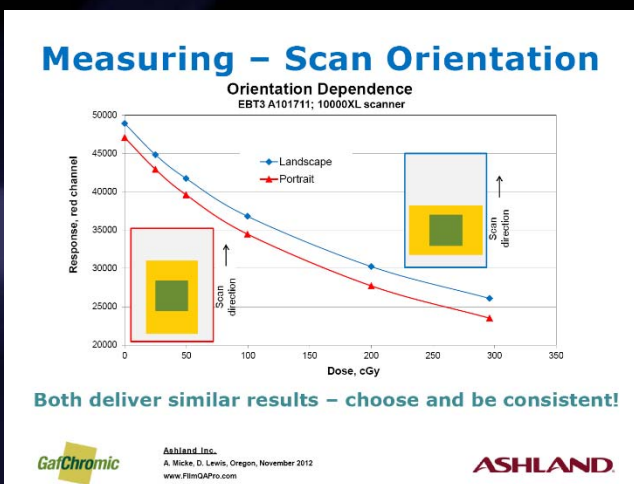 Measuring – Scan Orientation
Orientation Dependence
EBT3 A101711; 10000XL scanner
Response, red channel
50000
45000
40000
35000
30000
25000
20000
Landscape
Portrait
Scan
direction
Scan
direction
0
50
100
150
200
250
300
350
Dose, cGy
Both deliver similar results – choose and be consistent!
GafChromic
Ashland Inc.
A. Micke, D. Lewis, Oregon, November 2012
www.FilmQAPro.com
ASHLAND.